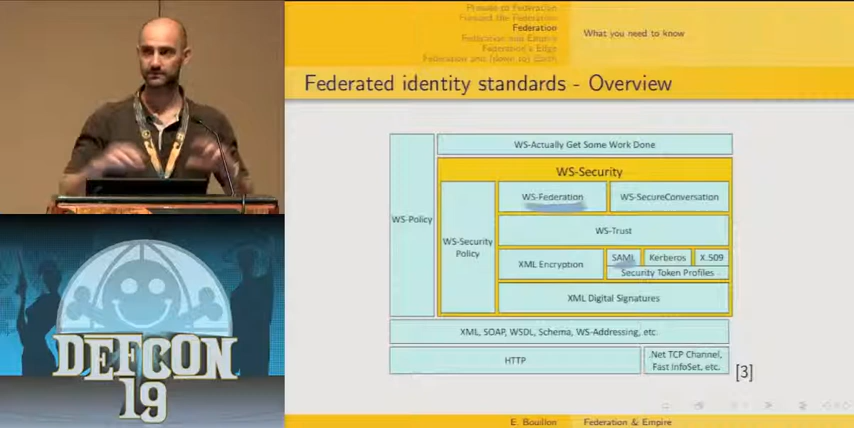 Prelude to Federation
Forward the Federation
Federation
Federation and Empire
Federation's Edge
Federation and (down to) Earth
What you need to know
Federated identity standards - Overview
WS-Actually Get Some Work Done
WS-Policy
WS-Security
WS-Security
Policy
WS-Federation
WS-SecureConversation
WS-Trust
XML Encryption
SAML
Kerberos
X.509
Security Token Profiles
XML Digital Signatures
XML, SOAP, WSDL, Schema, WS-Addressing, etc.
HTTP
.Net TCP Channel,
Fast InfoSet, etc.
[3]
DEFCON
19
E. Bouillon
Federation & Empire